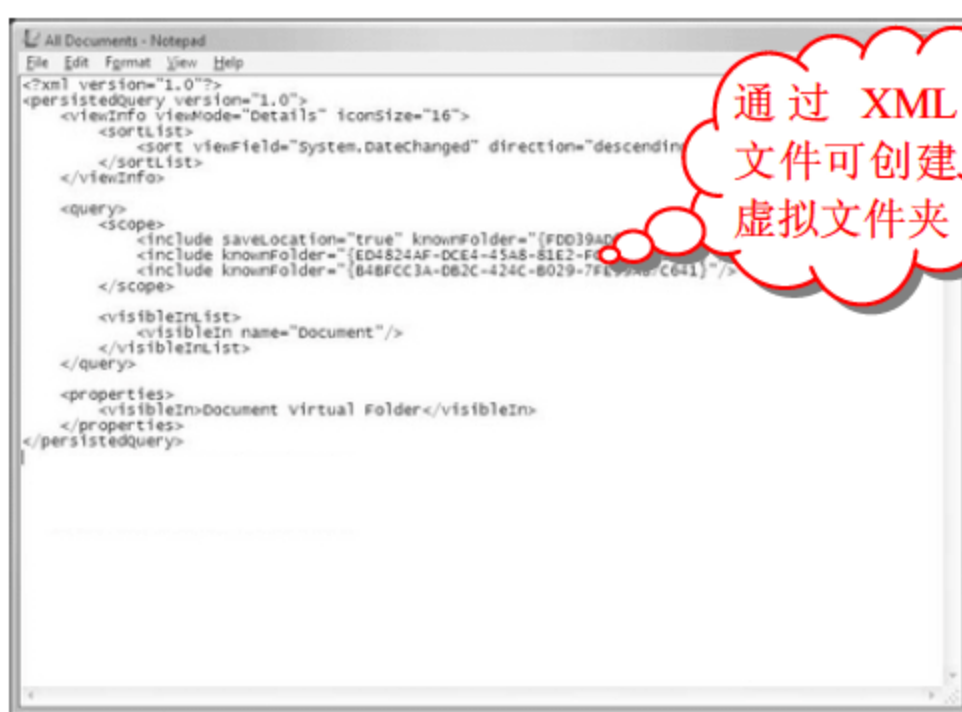 All Documents - Notepad
File Edit Format View Help
<?xml version="1.0"?>
<persistedQuery version="1.0">
<viewInfo viewMode="Details" iconSize="16">
<sortList>
<sort viewField="System.DateChanged" direction="descending
</sortList>
</viewInfo>
<query>
<scope>
<include saveLocation="true" knownFolder="{FDD39AD
<include knownFolder="{ED4824AF-DCE4-45A8-81E2-F
<include knownFolder="{B4BFCC3A-DB2C-424C-B029-7FE C641}"/>
</scope>
<visibleInList>
<visibleIn name="Document"/>
</visibleInList>
</query>
<properties>
<visibleIn>Document Virtual Folder</visibleIn>
</properties>
</persistedQuery>
通过 XML
文件可创建
虚拟文件夹